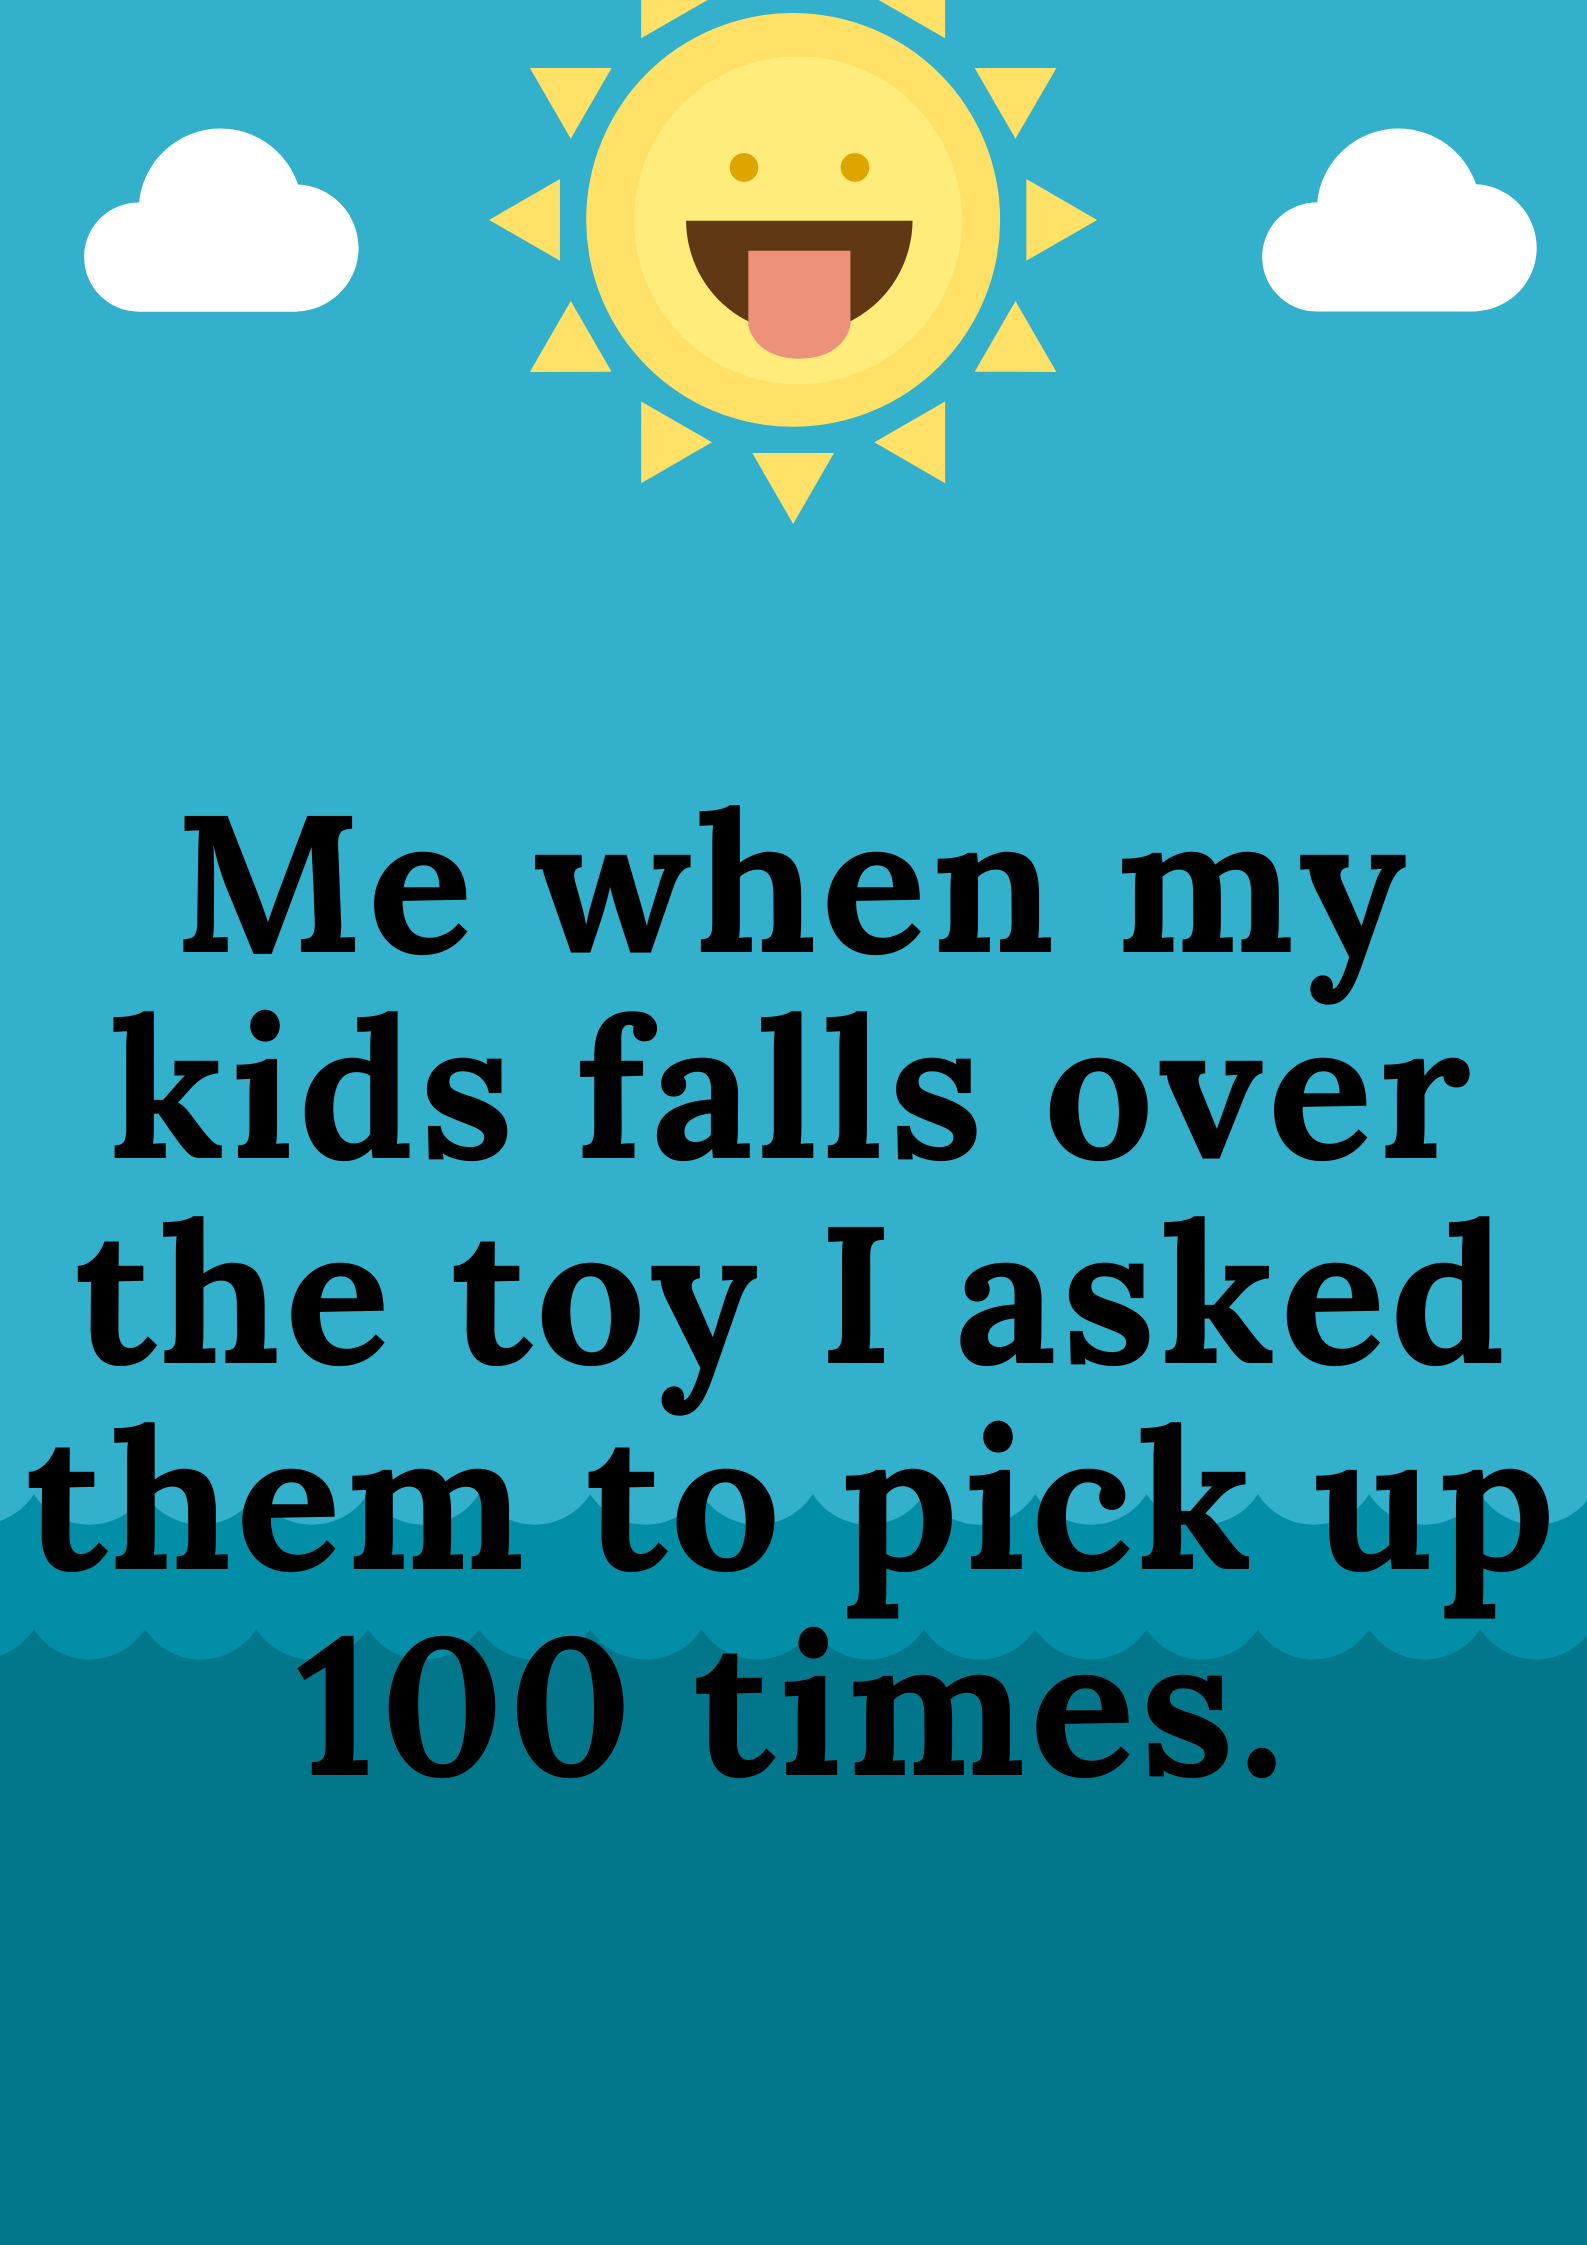 Me when my
kids falls over
the toy I asked
them to pick up
100 times.